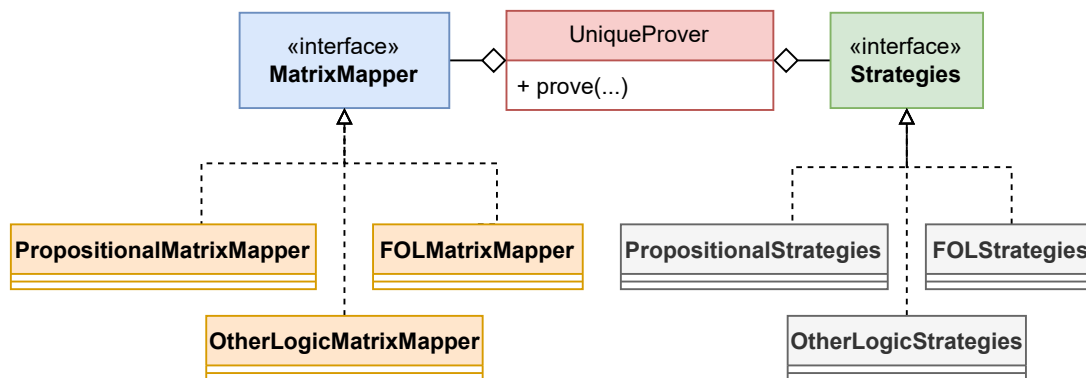 «interface»
MatrixMapper
UniqueProver
+ prove(...)
«interface»
Strategies
PropositionalMatrixMapper
FOLMatrixMapper
OtherLogicMatrixMapper
PropositionalStrategies
FOLStrategies
OtherLogicStrategies